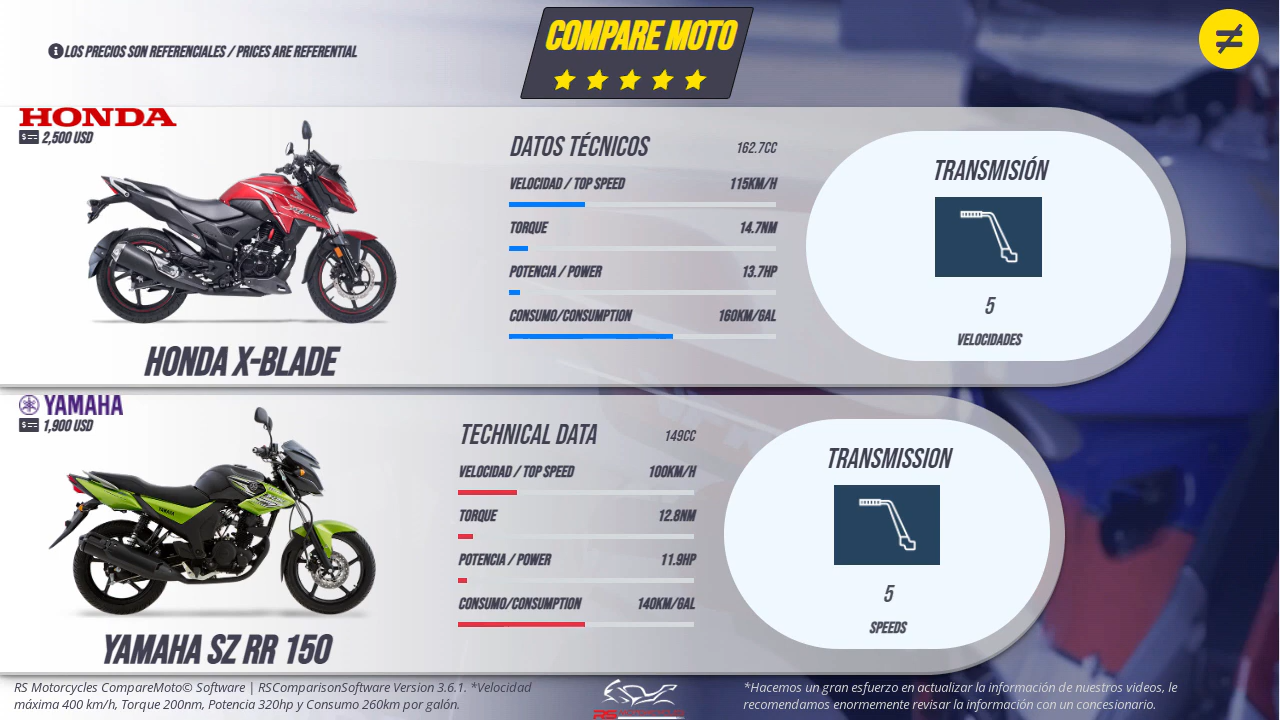 LOS PRECIOS SON REFERENCIALES / PRICES ARE REFERENTIAL
COMPARE MOTO
HONDA
2,500 USD
HONDA X-BLADE
DATOS TÉCNICOS 162.7CC
VELOCIDAD / TOP SPEED 115KM/H
TORQUE 14.7NM
POTENCIA / POWER 13.7HP
CONSUMO/CONSUMPTION 160KM/GAL
TRANSMISIÓN
5
VELOCIDADES
YAMAHA
1,900 USD
YAMAHA SZ RR 150
TECHNICAL DATA 149CC
VELOCIDAD / TOP SPEED 100KM/H
TORQUE 12.8NM
POTENCIA / POWER 11.9HP
CONSUMO/CONSUMPTION 140KM/GAL
TRANSMISSION
5
SPEEDS
RS Motorcycles CompareMoto© Software | RSComparisonSoftware Version 3.6.1. *Velocidad
máxima 400 km/h, Torque 200nm, Potencia 320hp y Consumo 260km por galón.
RS
*Hacemos un gran esfuerzo en actualizar la información de nuestros videos, le
recomendamos enormemente revisar la información con un concesionario.